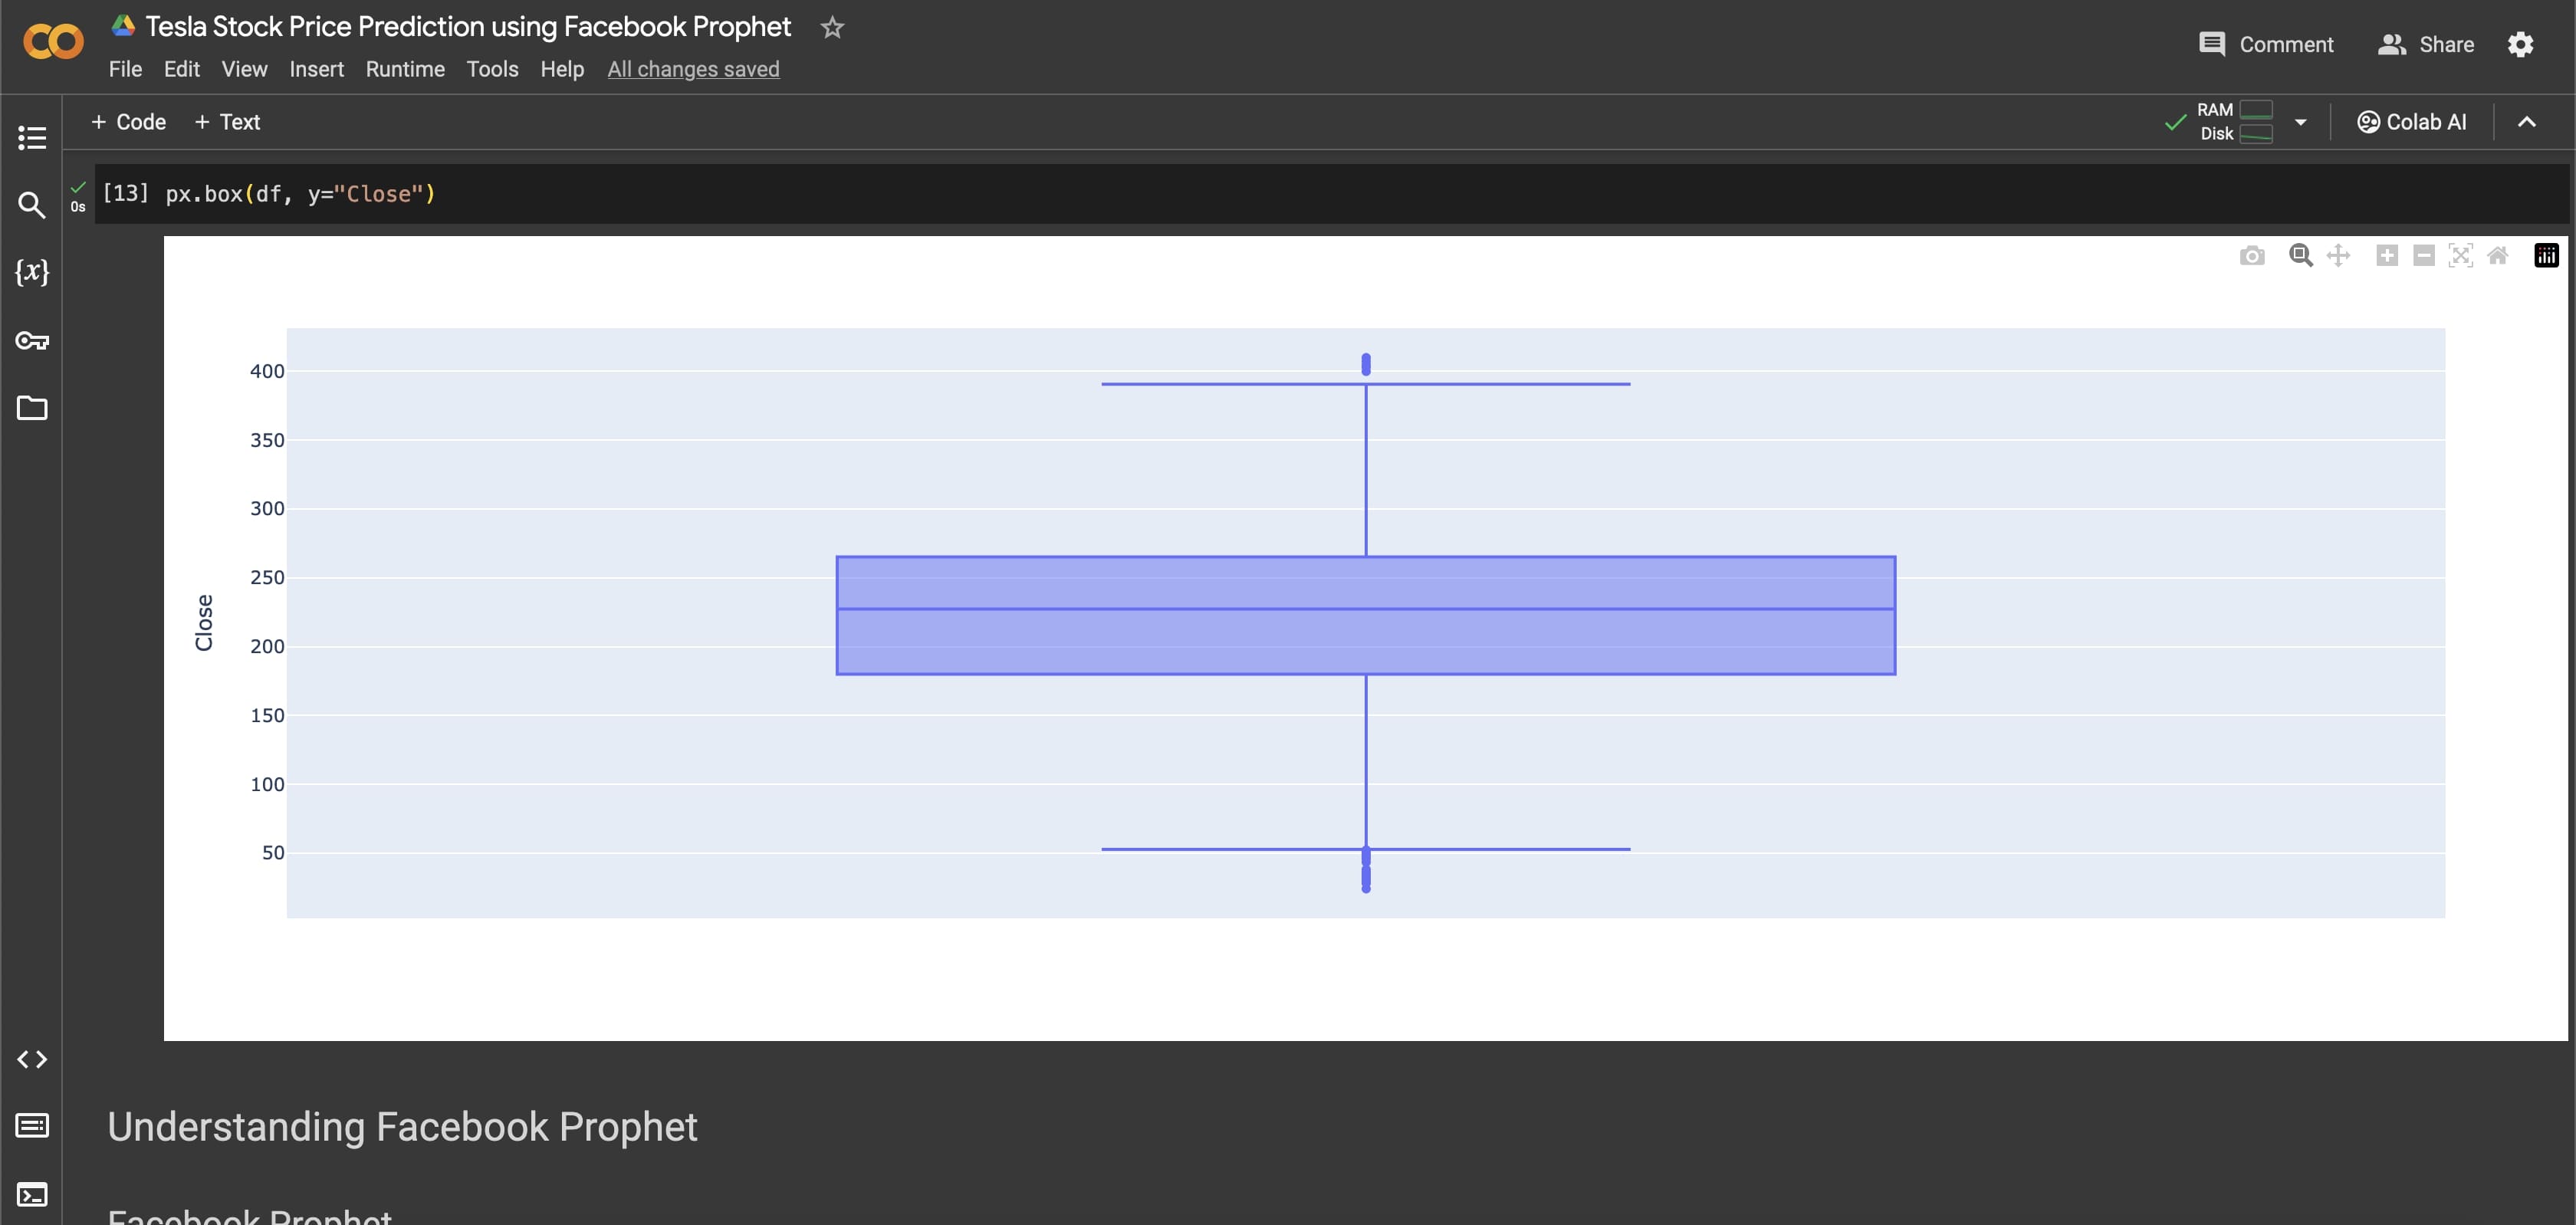 Tesla Stock Price Prediction using Facebook Prophet
File Edit View Insert Runtime Tools Help All changes saved
Comment Share
+ Code + Text
RAM
Disk
Colab AI
{x}
0s
[13] px.box(df, y="Close")
400
350
300
250
200
150
100
50
Close
Understanding Facebook Prophet
Facebook Prophet